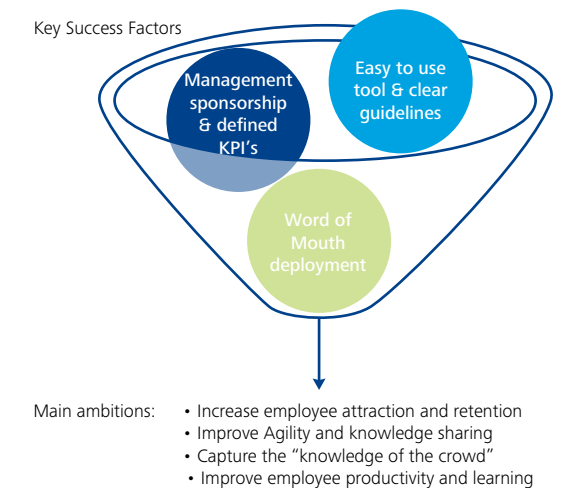 Key Success Factors
Management
sponsorship
& defined
KPI's
Easy to use
tool & clear
guidelines
Word of
Mouth
deployment
Main ambitions:
• Increase employee attraction and retention
• Improve Agility and knowledge sharing
• Capture the “knowledge of the crowd”
• Improve employee productivity and learning